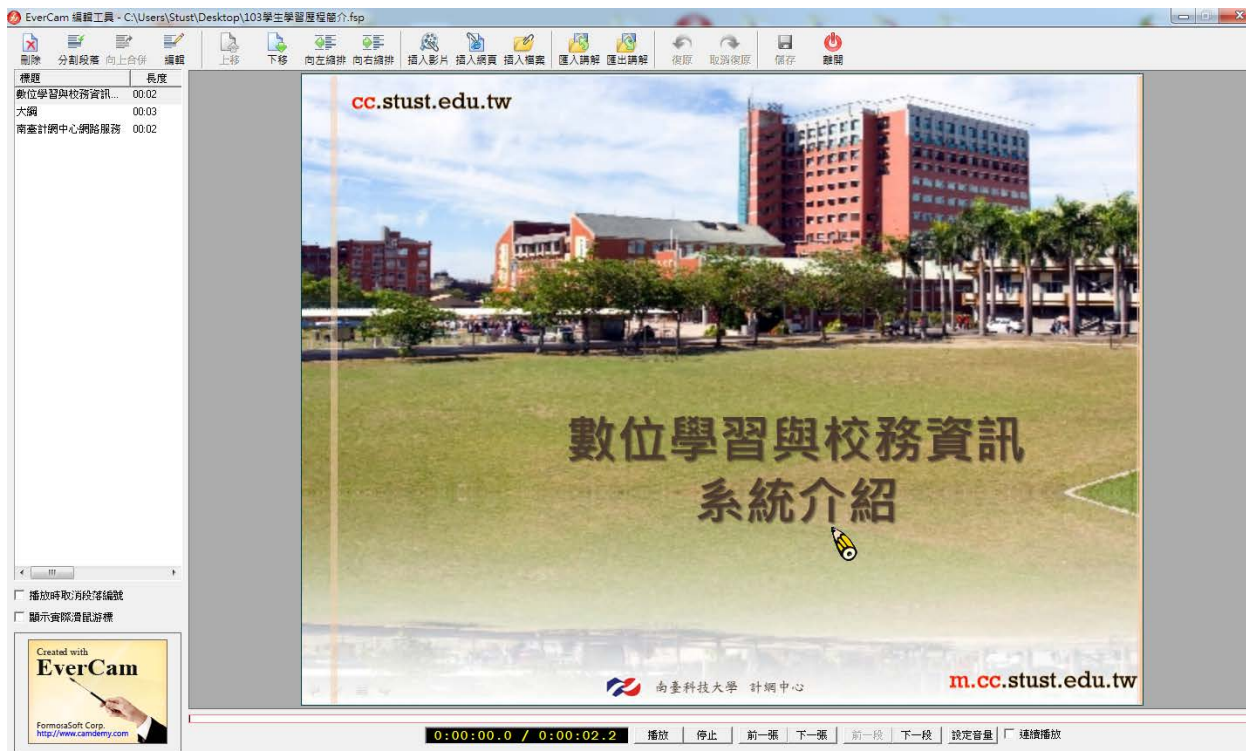 EverCam 編輯工具 - C:\Users\Stust\Desktop\103學生學習歷程簡介.fsp
刪除 分割段落 向上合併 編輯 上移 下移 向左縮排 向右縮排 插入影片 插入網頁 插入檔案 匯入講解 匯出講解 復原 取消復原 儲存 離開
標題 長度
數位學習與校務資訊... 00:02
大綱 00:03
南臺計網中心網路服務 00:02
播放時取消段落編號
顯示實際滑鼠游標
Created with
EverCam
FormosaSoft Corp.
http://www.camdemy.com
cc.stust.edu.tw
數位學習與校務資訊
系統介紹
南臺科技大學 計網中心
m.cc.stust.edu.tw
0:00:00.0 / 0:00:02.2 播放 停止 前一張 下一張 前一段 下一段 設定音量 連續播放